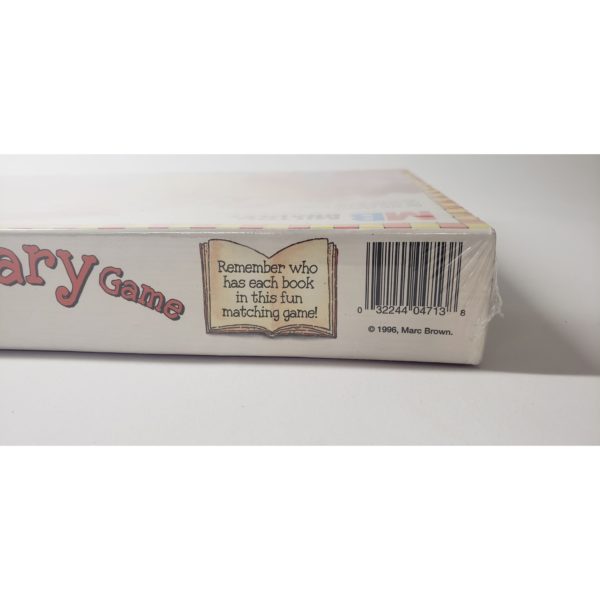 MB
ary Game
Remember who
has each book
in this fun
matching game!
0 32244 04713 8
© 1996, Marc Brown.